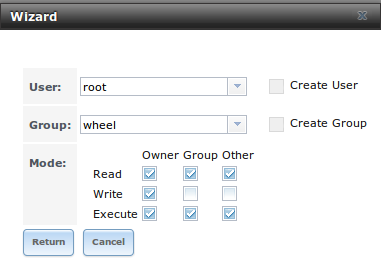 Wizard
User: root Create User
Group: wheel Create Group
Mode:
Owner Group Other
Read
Write
Execute
Return Cancel